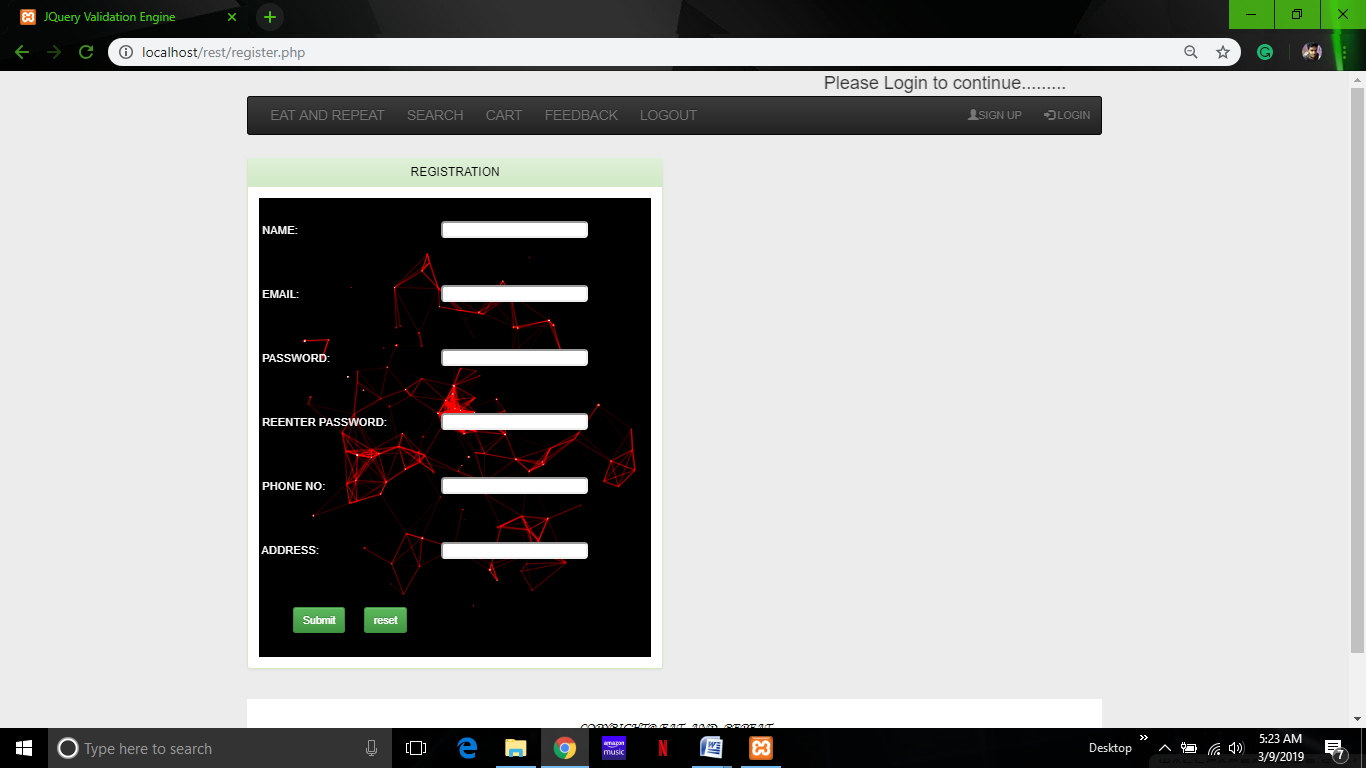 JQuery Validation Engine
localhost/rest/register.php
Please Login to continue.........
EAT AND REPEAT SEARCH CART FEEDBACK LOGOUT SIGN UP LOGIN
REGISTRATION
NAME:
EMAIL:
PASSWORD:
REENTER PASSWORD:
PHONE NO:
ADDRESS:
Submit reset
Type here to search
amazon music
Desktop
5:23 AM
3/9/2019
7